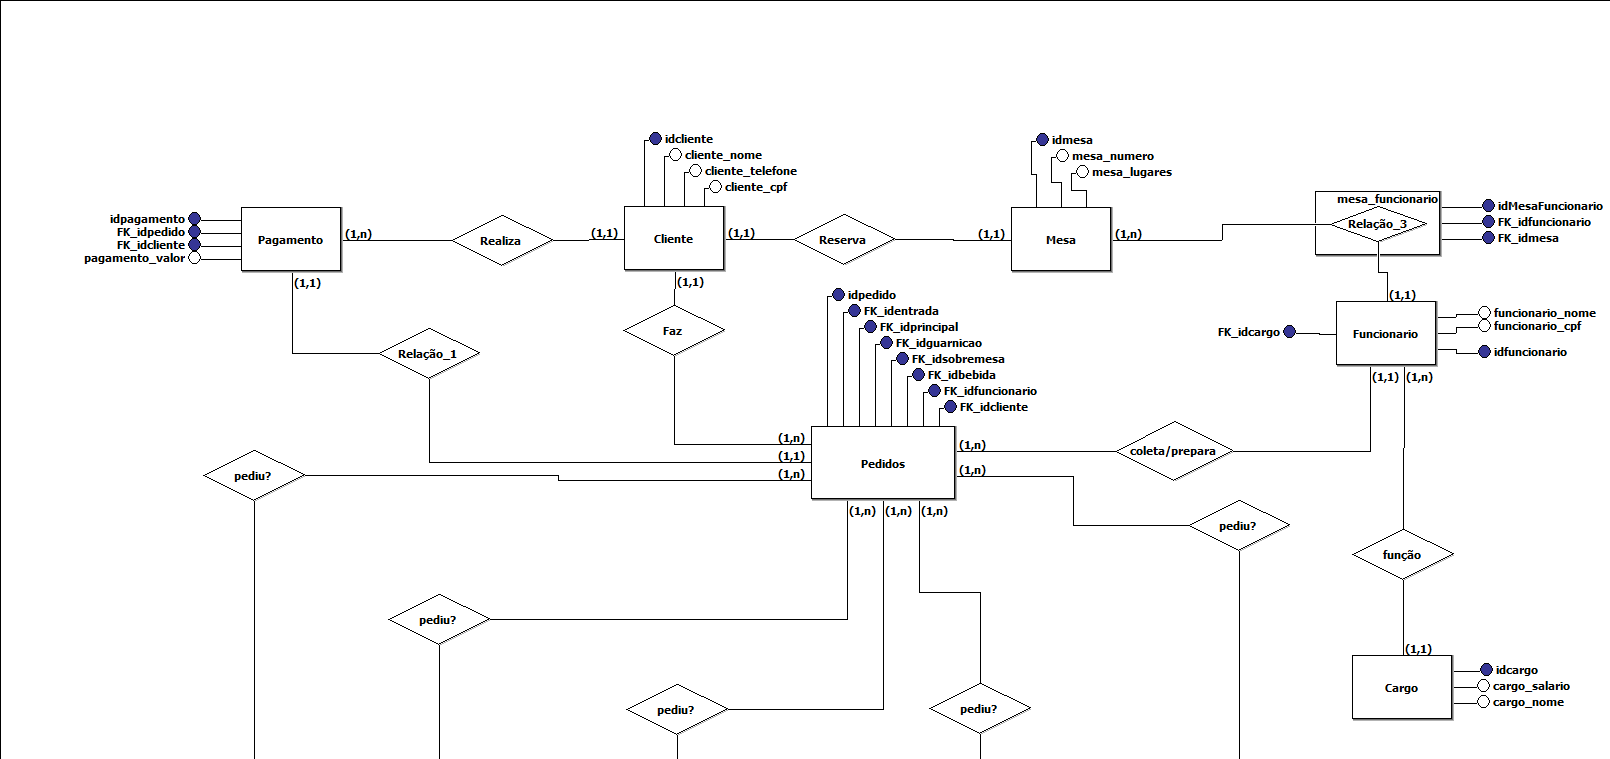 idcliente
cliente_nome
cliente_telefone
cliente_cpf
idmesa
mesa_numero
mesa_lugares
idpagamento
FK_idpedido
FK_idcliente
pagamento_valor
Pagamento
(1,n)
Realiza
(1,1)
Cliente
(1,1)
Reserva
(1,1)
Mesa
(1,n)
mesa_funcionario
Relação_3
idMesaFuncionario
FK_idfuncionario
FK_idmesa
(1,1)
(1,1)
(1,1)
Relação_1
Faz
idpedido
FK_identrada
FK_idprincipal
FK_idguarnicao
FK_idsobremesa
FK_idbebida
FK_idfuncionario
FK_idcliente
FK_idcargo
Funcionario
funcionario_nome
funcionario_cpf
idfuncionario
(1,1)
(1,n)
(1,n)
(1,1)
(1,n)
Pedidos
(1,n)
(1,n)
coleta/prepara
pediu?
(1,n)
(1,n)
(1,n)
pediu?
função
pediu?
pediu?
pediu?
(1,1)
Cargo
idcargo
cargo_salario
cargo_nome